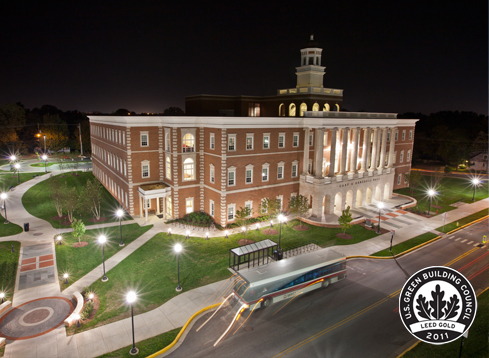 U.S. GREEN BUILDING COUNCIL
LEED GOLD
2011